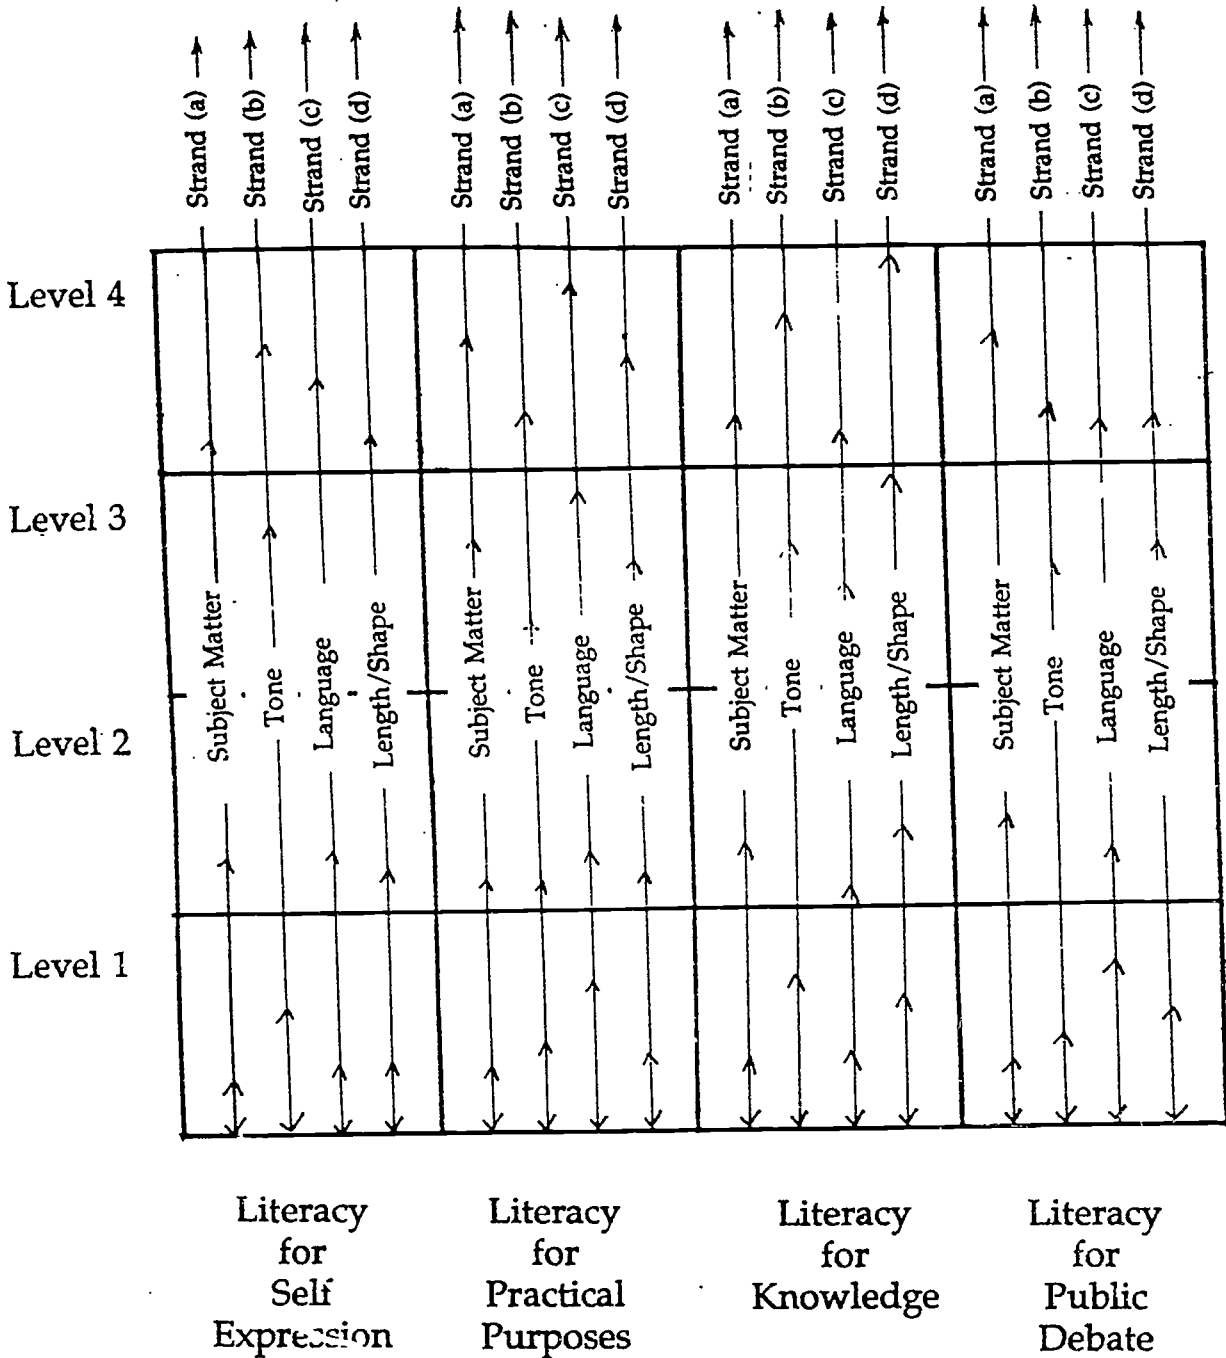 Strand (a)
Strand (b)
Strand (c)
Strand (d)
Strand (a)
Strand (b)
Strand (c)
Strand (d)
Strand (a)
Strand (b)
Strand (c)
Strand (d)
Strand (a)
Strand (b)
Strand (c)
Strand (d)
Level 4
Level 3
Level 2
Level 1
Subject Matter
Tone
Language
Length/Shape
Subject Matter
Tone
Language
Length/Shape
Subject Matter
Tone
Language
Length/Shape
Subject Matter
Tone
Language
Length/Shape
Literacy
for
Self
Expression
Literacy
for
Practical
Purposes
Literacy
for
Knowledge
Literacy
for
Public
Debate